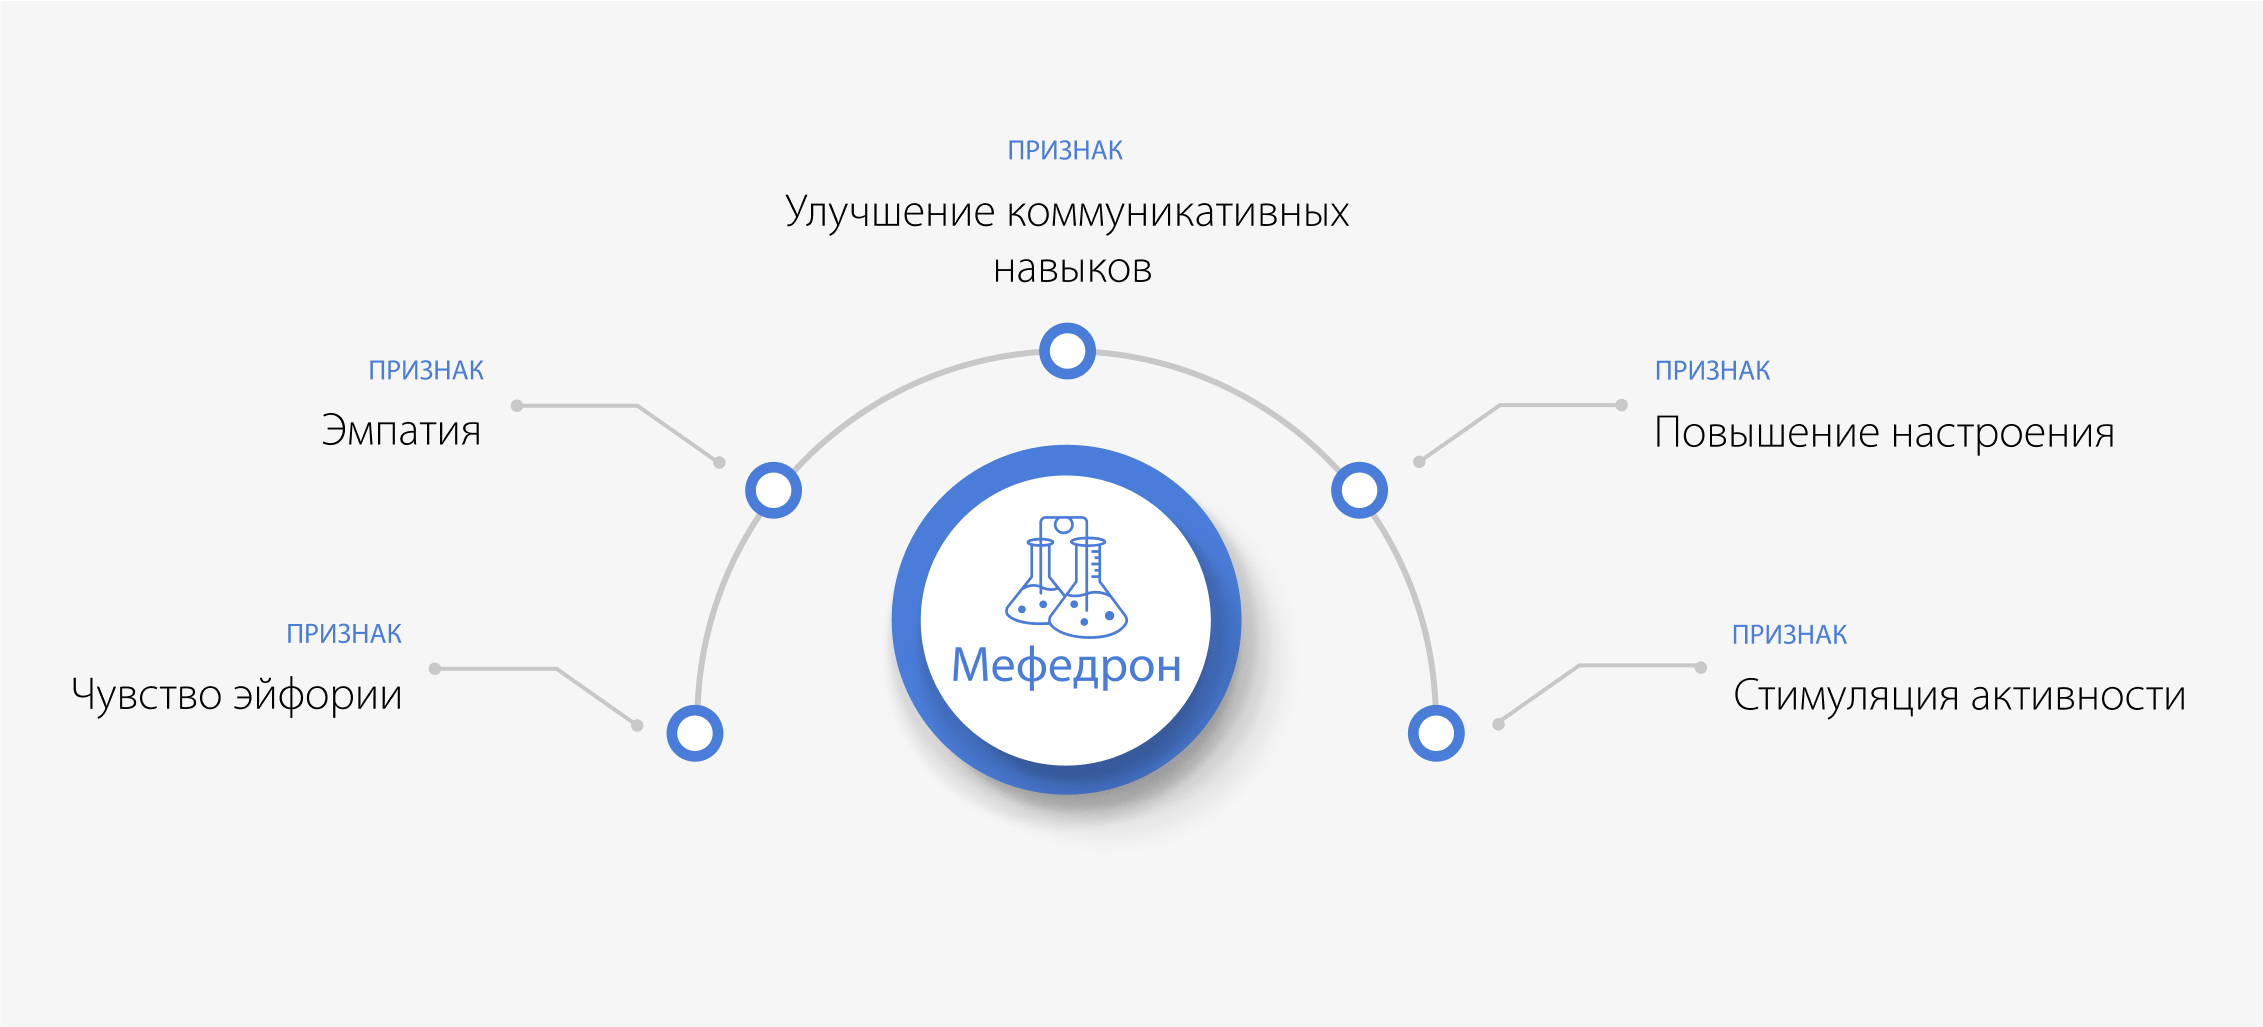 ПРИЗНАК
Улучшение коммуникативных
навыков
ПРИЗНАК
Эмпатия
ПРИЗНАК
Повышение настроения
ПРИЗНАК
Чувство эйфории
ПРИЗНАК
Стимуляция активности
Мефедрон